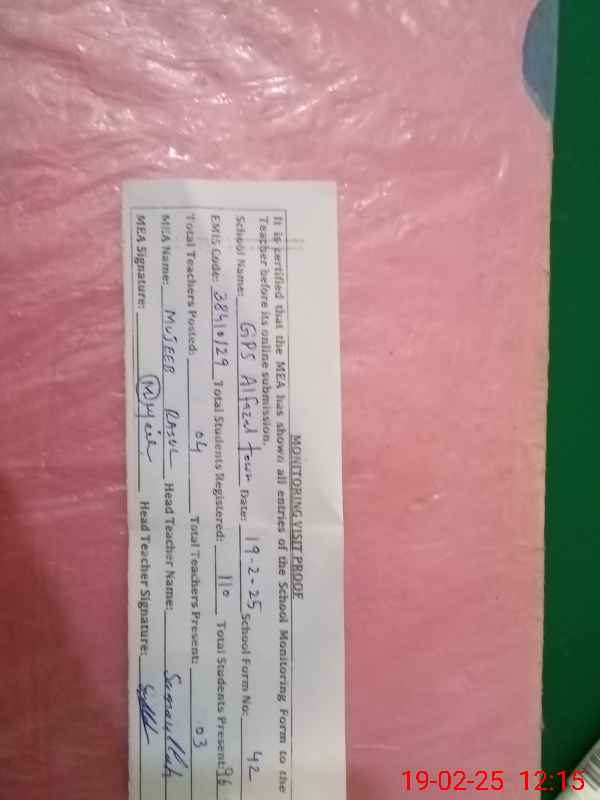 MONITORING VISIT PROOF
It is certified that the MEA has shown all entries of the School Monitoring Form to the
Teacher before its online submission.
School Name: GPS Alfazal town Date: 19-2-25 School Form No: 42
EMIS Code: 38410129 Total Students Registered: 110 Total Students Present: 96
Total Teachers Posted: 04 Total Teachers Present: 03
MEA Name: MUJEEB RASUL Head Teacher Name: Sanaullah
MEA Signature: Mujeeb Head Teacher Signature:
19-02-25 12:15